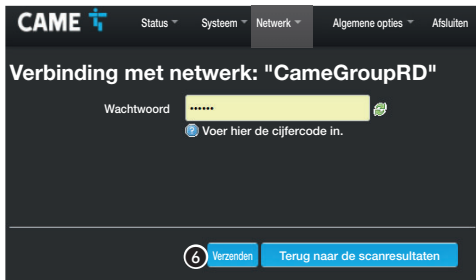 CAME Status Systeem Netwerk Algemene opties Afsluiten
Verbinding met netwerk: "CameGroupRD"
Wachtwoord ••••••
Voer hier de cijfercode in.
6 Verzenden Terug naar de scanresultaten